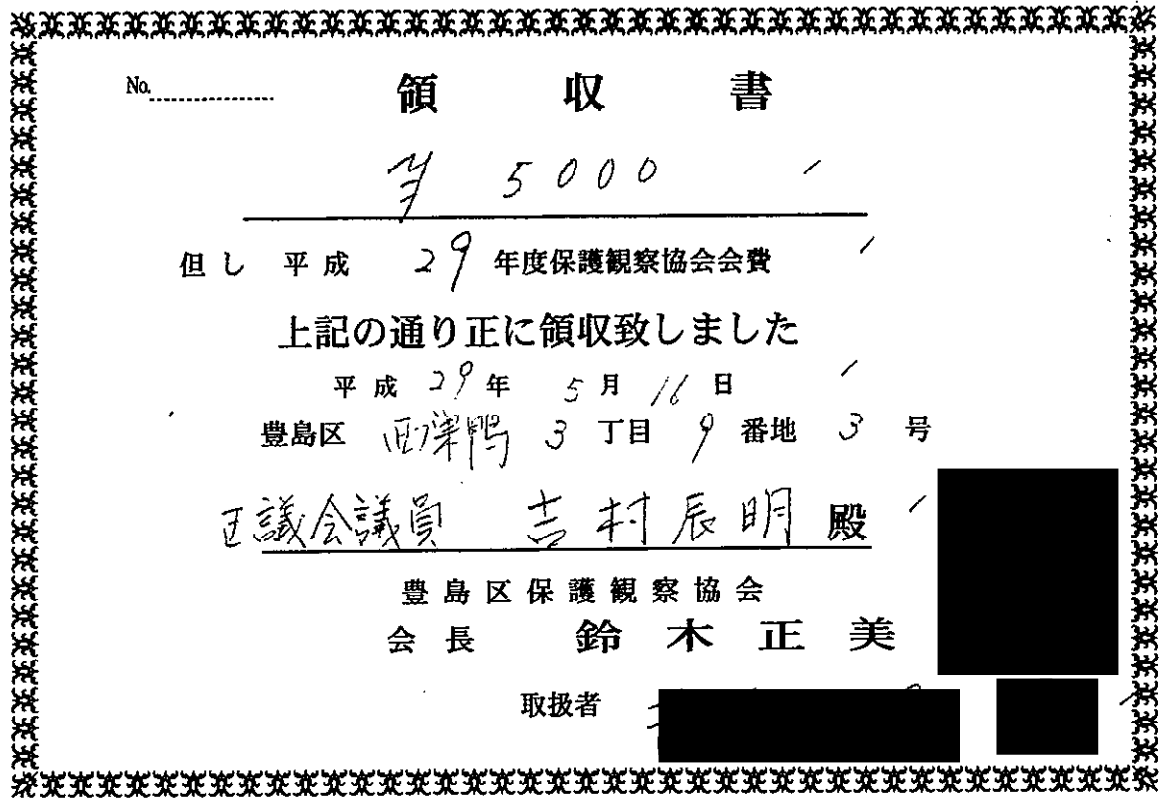 No.
領収書
¥ 5000
但し 平成 29 年度保護観察協会会費
上記の通り正に領収致しました
平成 29 年 5 月 16 日
豊島区 西巣鴨 3 丁目 9 番地 3 号
区議会議員 吉村辰明 殿
豊島区保護観察協会
会長 鈴木正美
取扱者